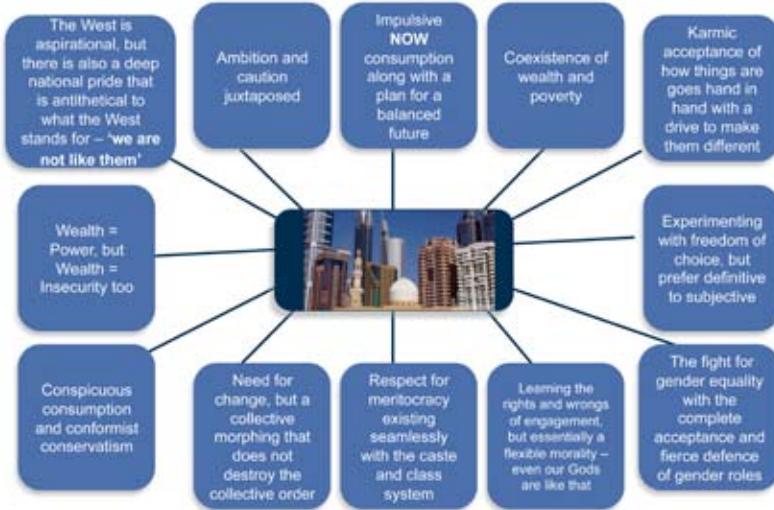 The West is
aspirational, but
there is also a deep
national pride that
is antithetical to
what the West
stands for – 'we are
not like them'
Ambition and
caution
juxtaposed
Impulsive
NOW
consumption
along with a
plan for a
balanced
future
Coexistence of
wealth and
poverty
Karmic
acceptance of
how things are
goes hand in
hand with a
drive to make
them different
Wealth =
Power, but
Wealth =
Insecurity too
Experimenting
with freedom of
choice, but
prefer definitive
to subjective
Conspicuous
consumption
and conformist
conservatism
Need for
change, but a
collective
morphing that
does not
destroy the
collective order
Respect for
meritocracy
existing
seamlessly
with the caste
and class
system
Learning the
rights and wrongs
of engagement,
but essentially a
flexible morality –
even our Gods
are like that
The fight for
gender equality
with the
complete
acceptance and
fierce defence
of gender roles